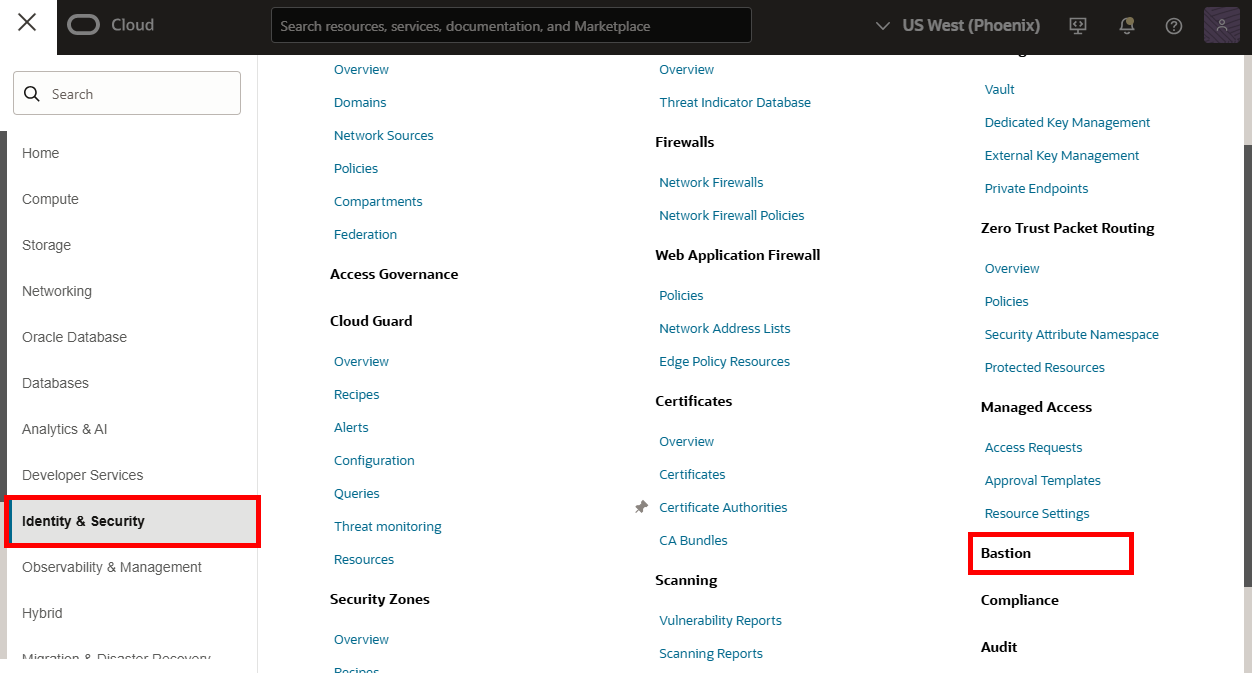 Cloud
Search resources, services, documentation, and Marketplace
US West (Phoenix)
Search
Home
Compute
Storage
Networking
Oracle Database
Databases
Analytics & AI
Developer Services
Identity & Security
Observability & Management
Hybrid
Migration & Disaster Recovery
Overview
Domains
Network Sources
Policies
Compartments
Federation
Access Governance
Cloud Guard
Overview
Recipes
Alerts
Configuration
Queries
Threat monitoring
Resources
Security Zones
Overview
Recipes
Overview
Threat Indicator Database
Firewalls
Network Firewalls
Network Firewall Policies
Web Application Firewall
Policies
Network Address Lists
Edge Policy Resources
Certificates
Overview
Certificates
Certificate Authorities
CA Bundles
Scanning
Vulnerability Reports
Scanning Reports
Vault
Dedicated Key Management
External Key Management
Private Endpoints
Zero Trust Packet Routing
Overview
Policies
Security Attribute Namespace
Protected Resources
Managed Access
Access Requests
Approval Templates
Resource Settings
Bastion
Compliance
Audit